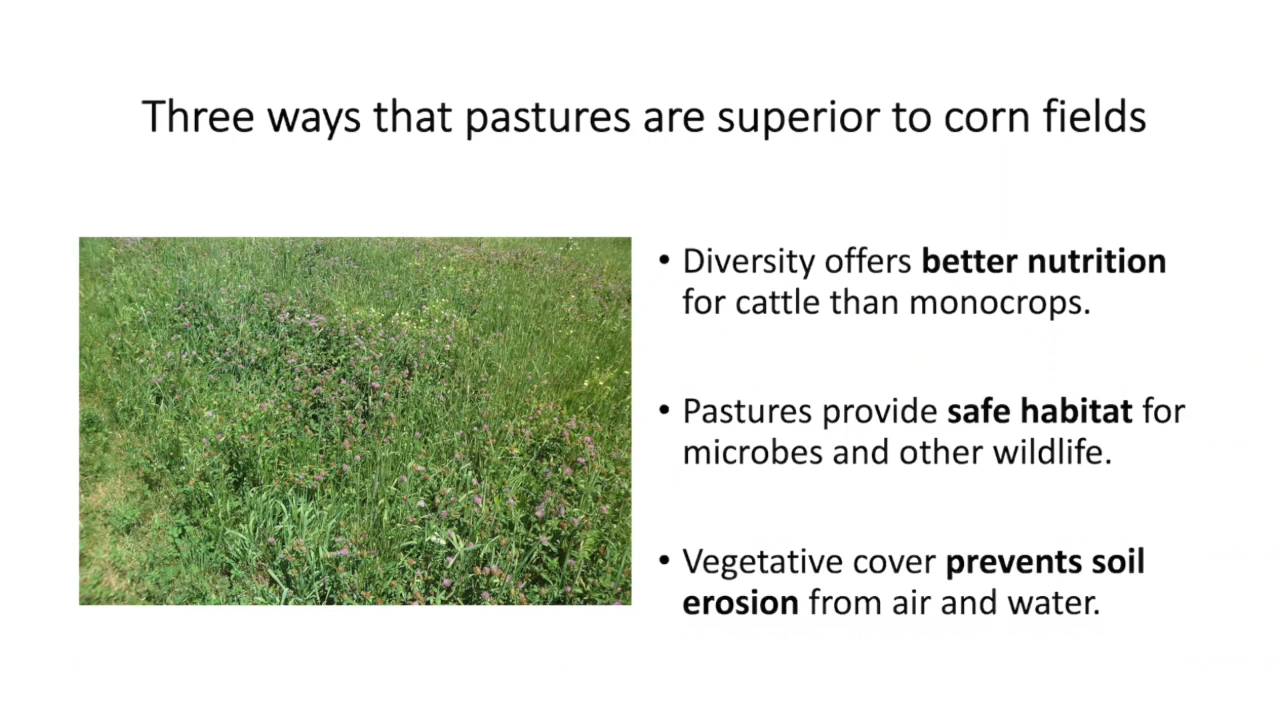 Three ways that pastures are superior to corn fields
• Diversity offers better nutrition
for cattle than monocrops.
• Pastures provide safe habitat for
microbes and other wildlife.
• Vegetative cover prevents soil
erosion from air and water.